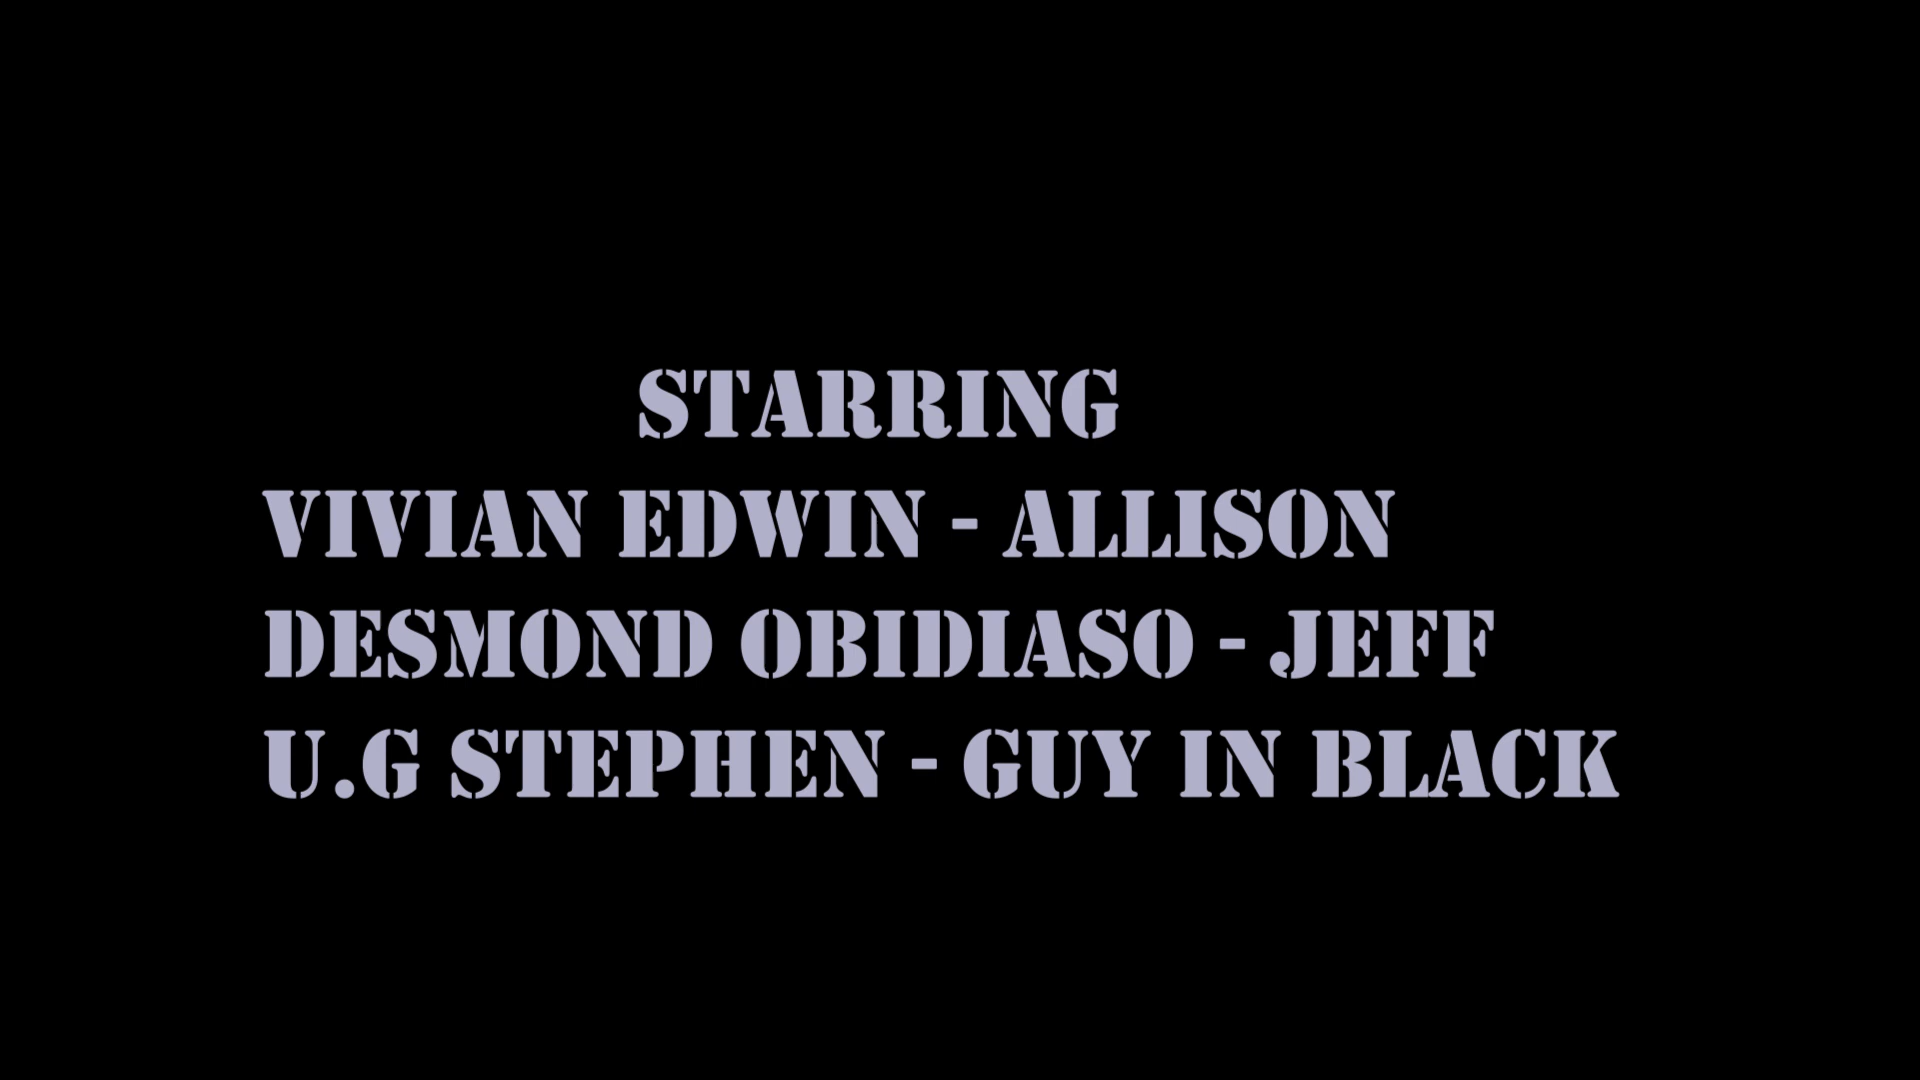 STARRING
VIVIAN EDWIN - ALLISON
DESMOND OBIDIASO - JEFF
U.G STEPHEN - GUY IN BLACK